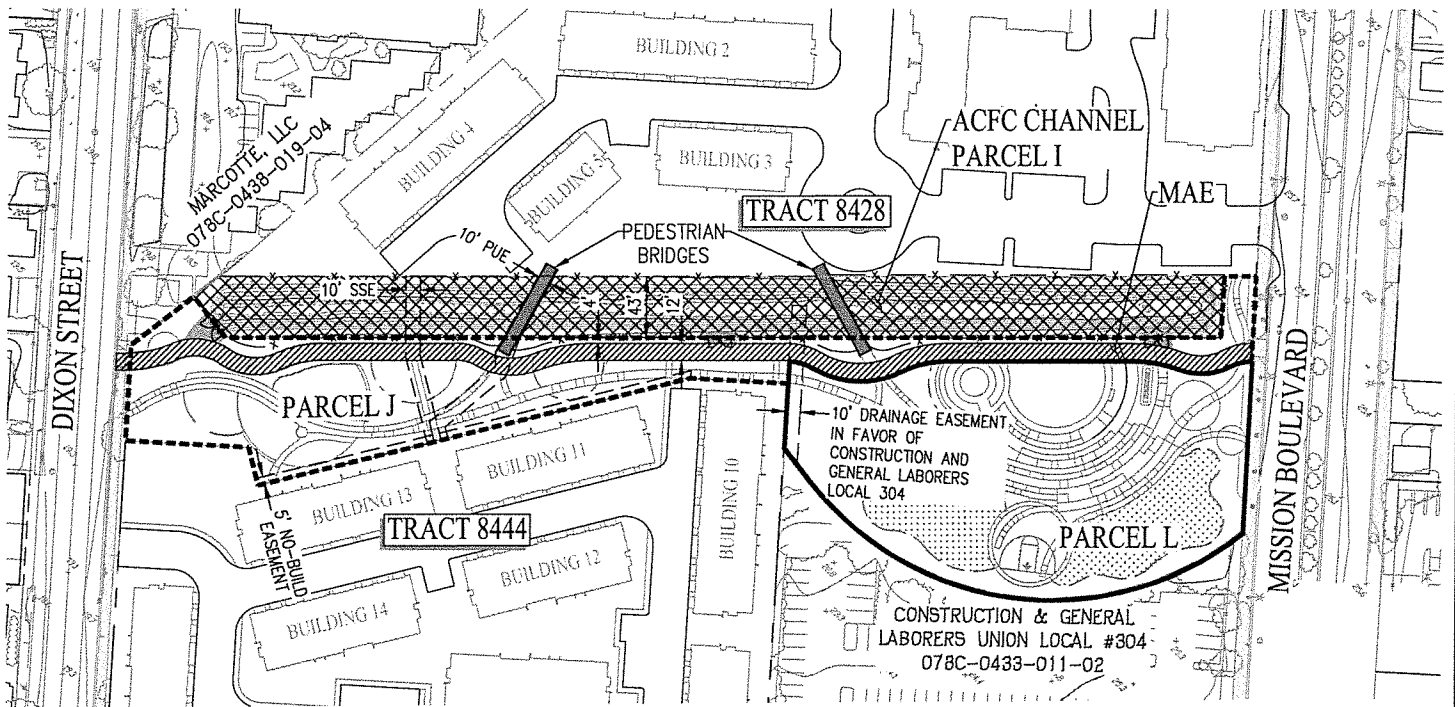 BUILDING 2
ACFC CHANNEL
PARCEL I
MARCOTTE, LLC
078C-0438-019-04
BUILDING 4
BUILDING 5
BUILDING 3
MAE
TRACT 8428
10' PUE
PEDESTRIAN
BRIDGES
10' SSE
4'
43'
12'
DIXON STREET
PARCEL J
10' DRAINAGE EASEMENT
IN FAVOR OF
CONSTRUCTION AND
GENERAL LABORERS
LOCAL 304
BUILDING 11
BUILDING 13
BUILDING 10
TRACT 8444
5' NO-BUILD
EASEMENT
BUILDING 12
BUILDING 14
PARCEL L
MISSION BOULEVARD
CONSTRUCTION & GENERAL
LABORERS UNION LOCAL #304
078C-0433-011-02